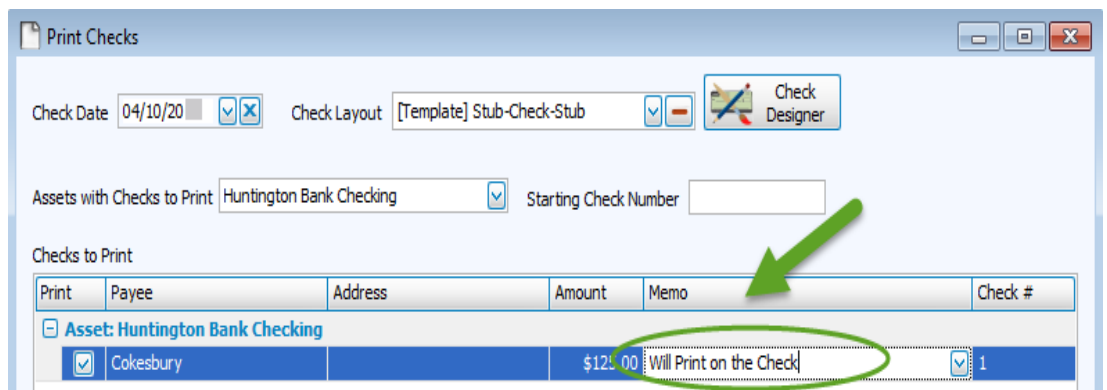 Print Checks
Check Date 04/10/20 Check Layout [Template] Stub-Check-Stub Check Designer
Assets with Checks to Print Huntington Bank Checking Starting Check Number
Checks to Print
Print Payee Address Amount Memo Check #
Asset: Huntington Bank Checking
Cokesbury $125.00 Will Print on the Check 1